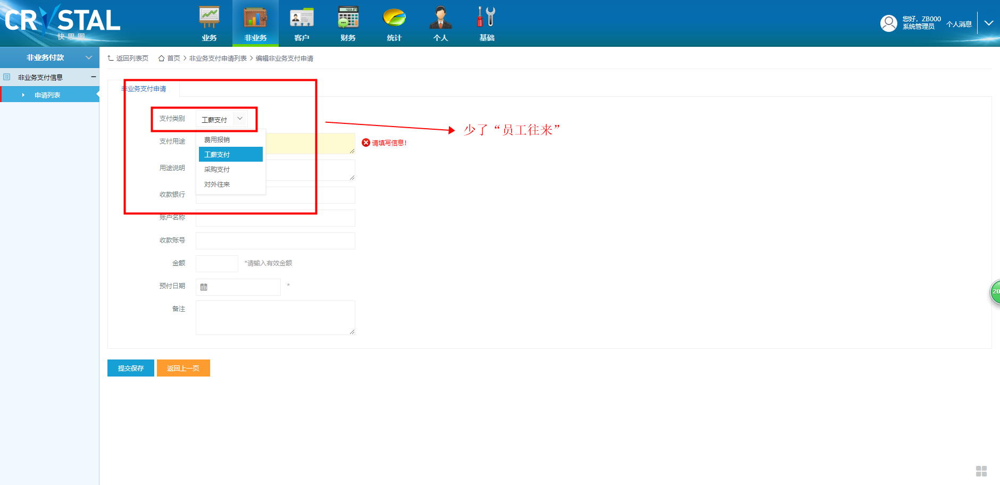 CRYSTAL
快思图
业务
非业务
客户
财务
统计
个人
基础
您好，ZB000
系统管理员
个人消息
非业务付款
非业务支付信息
申请列表
返回列表页 首页 > 非业务支付申请列表 > 编辑非业务支付申请
非业务支付申请
支付类别 工薪支付
少了“员工往来”
支付用途
请填写信息!
费用报销
工薪支付
采购支付
对外往来
用途说明
收款银行
账户名称
收款账号
金额 *请输入有效金额
预付日期 *
备注
提交保存 返回上一页
20